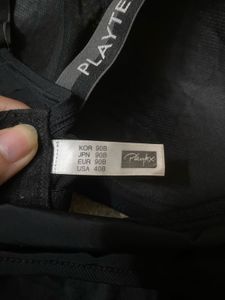 PLAYTE
KOR 90B
JPN 90B
EUR 90B
USA 40B
Playtex